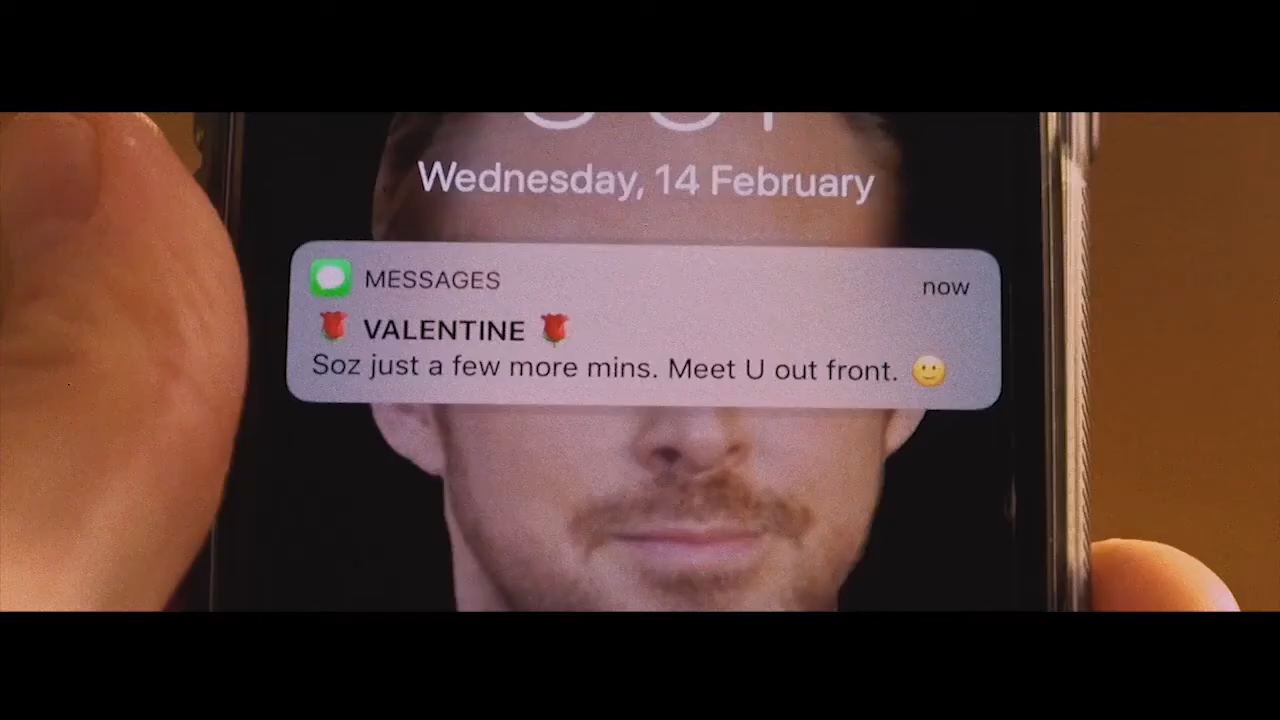 Wednesday, 14 February
MESSAGES now
🌹 VALENTINE 🌹
Soz just a few more mins. Meet U out front. 🙂